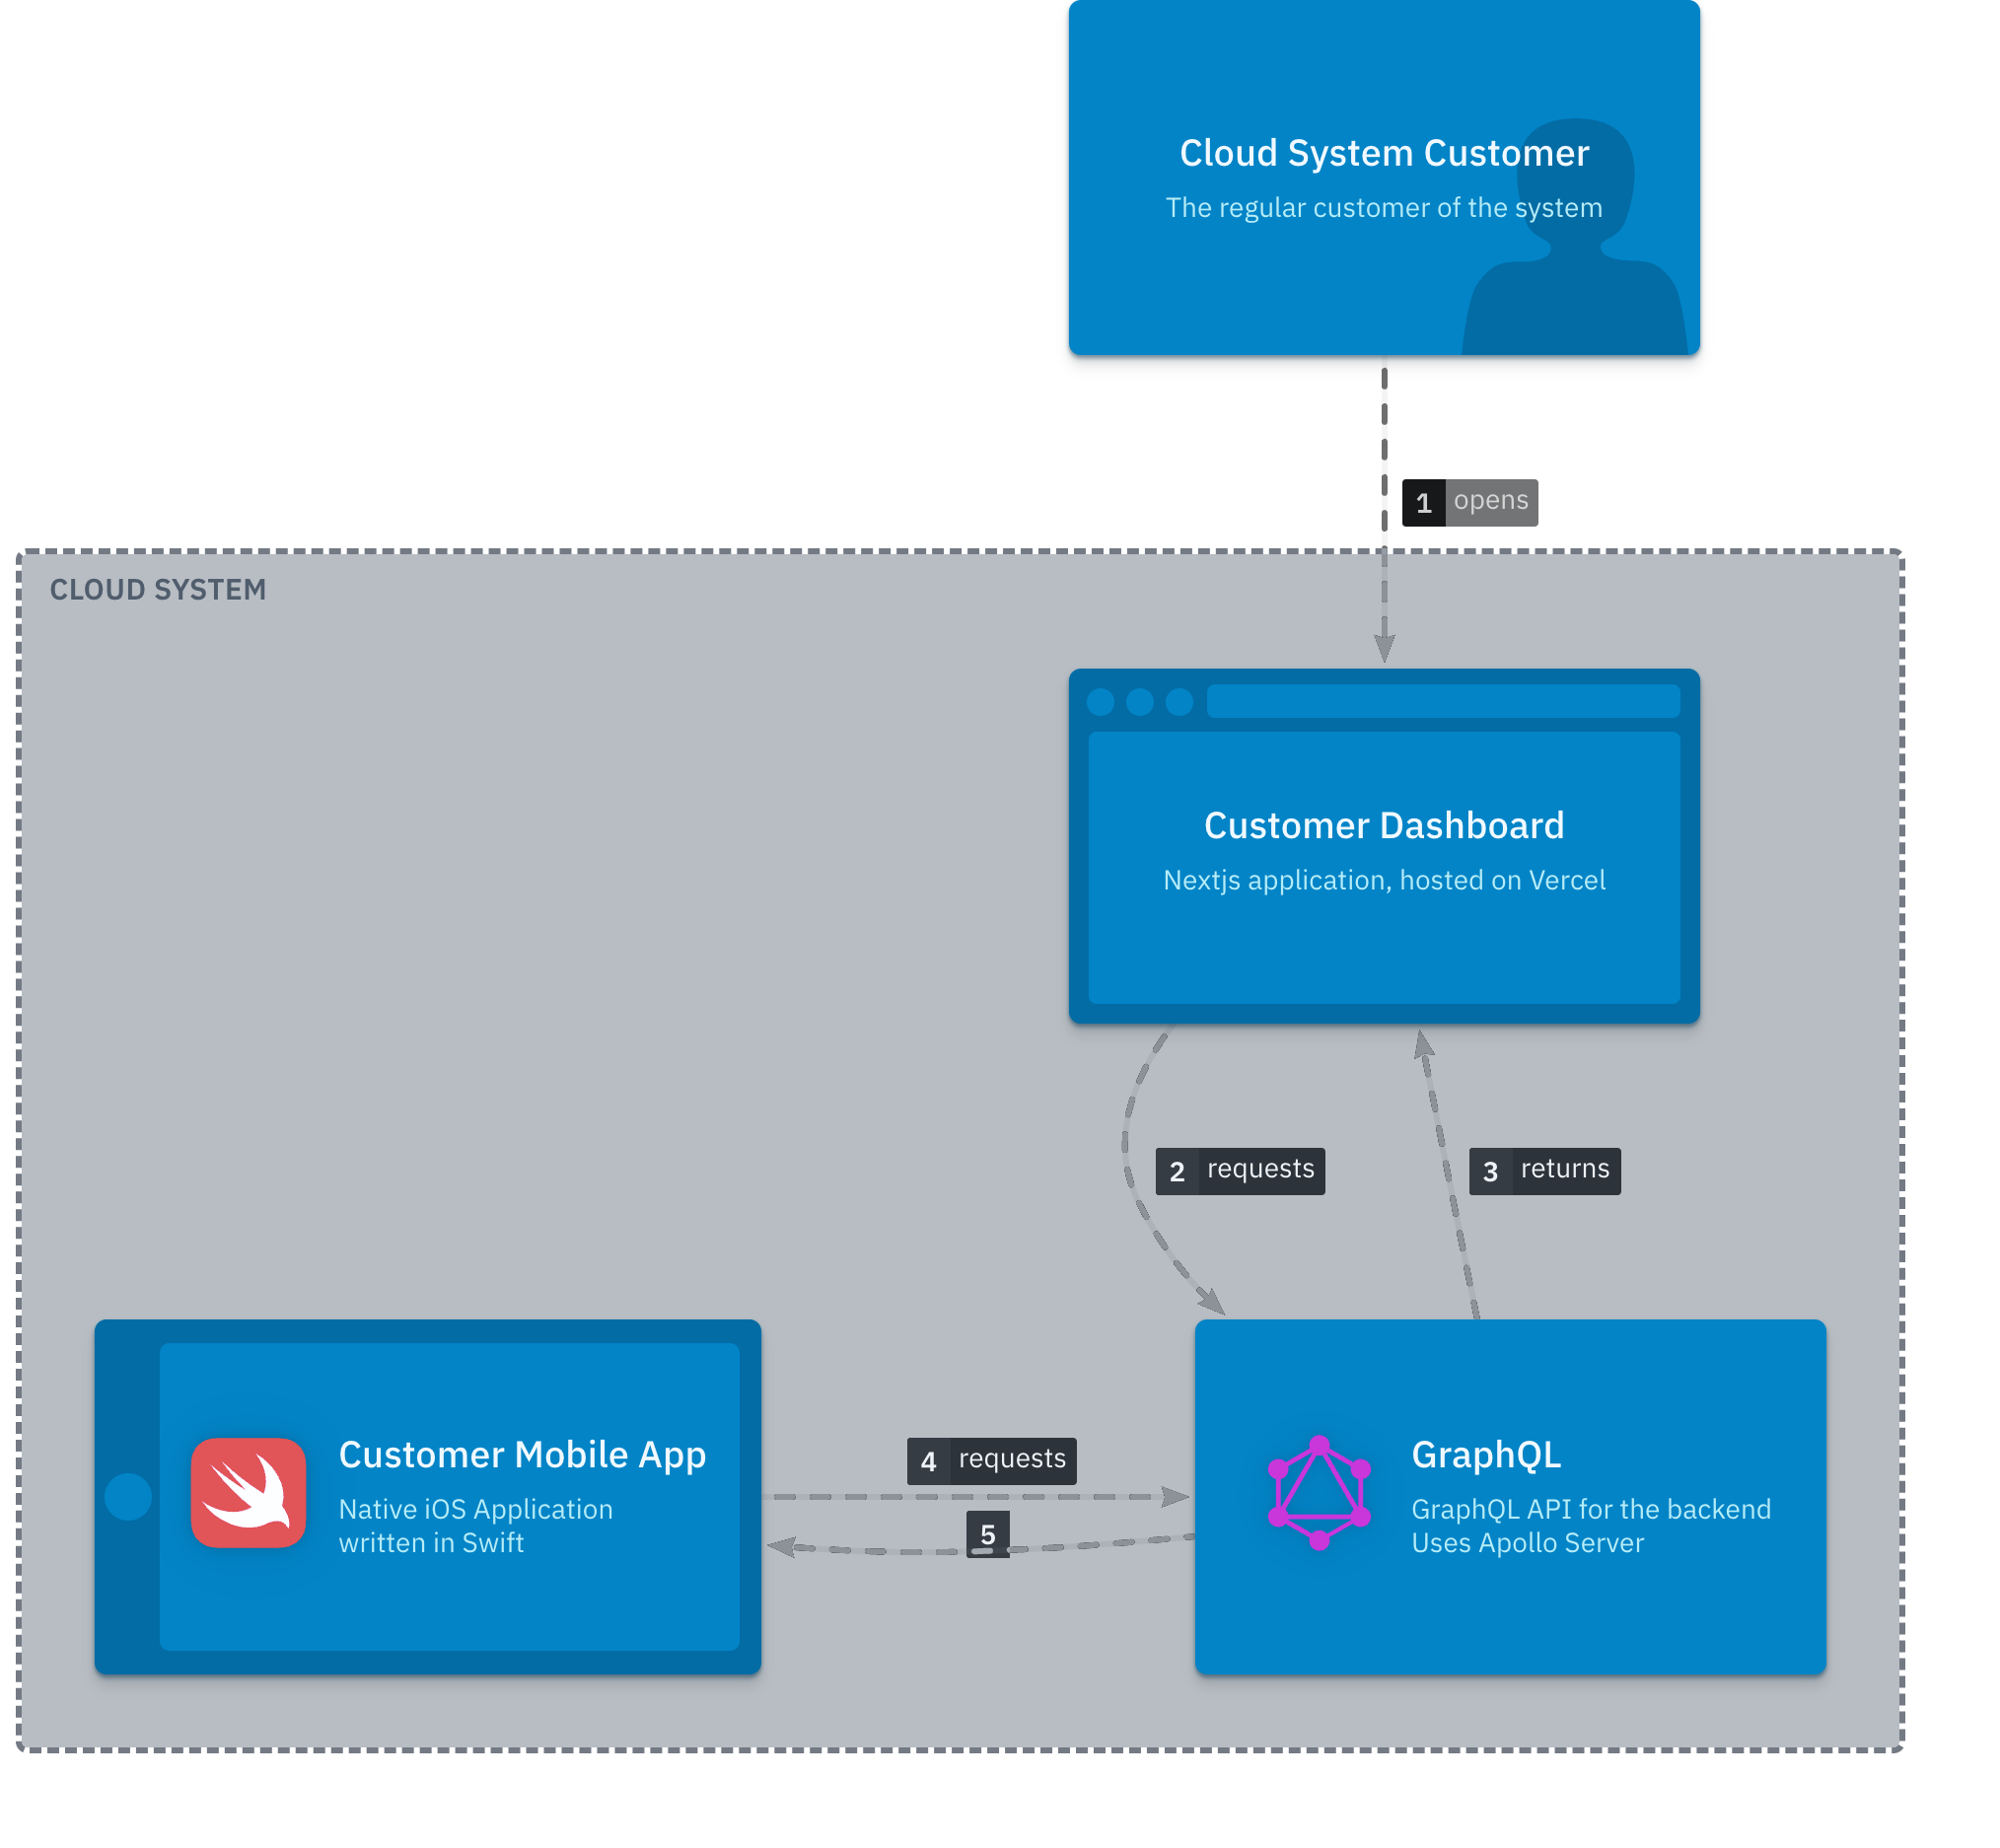 Cloud System Customer
The regular customer of the system
1 opens
CLOUD SYSTEM
Customer Dashboard
Nextjs application, hosted on Vercel
2 requests
3 returns
Customer Mobile App
Native iOS Application
written in Swift
4 requests
5
GraphQL
GraphQL API for the backend
Uses Apollo Server